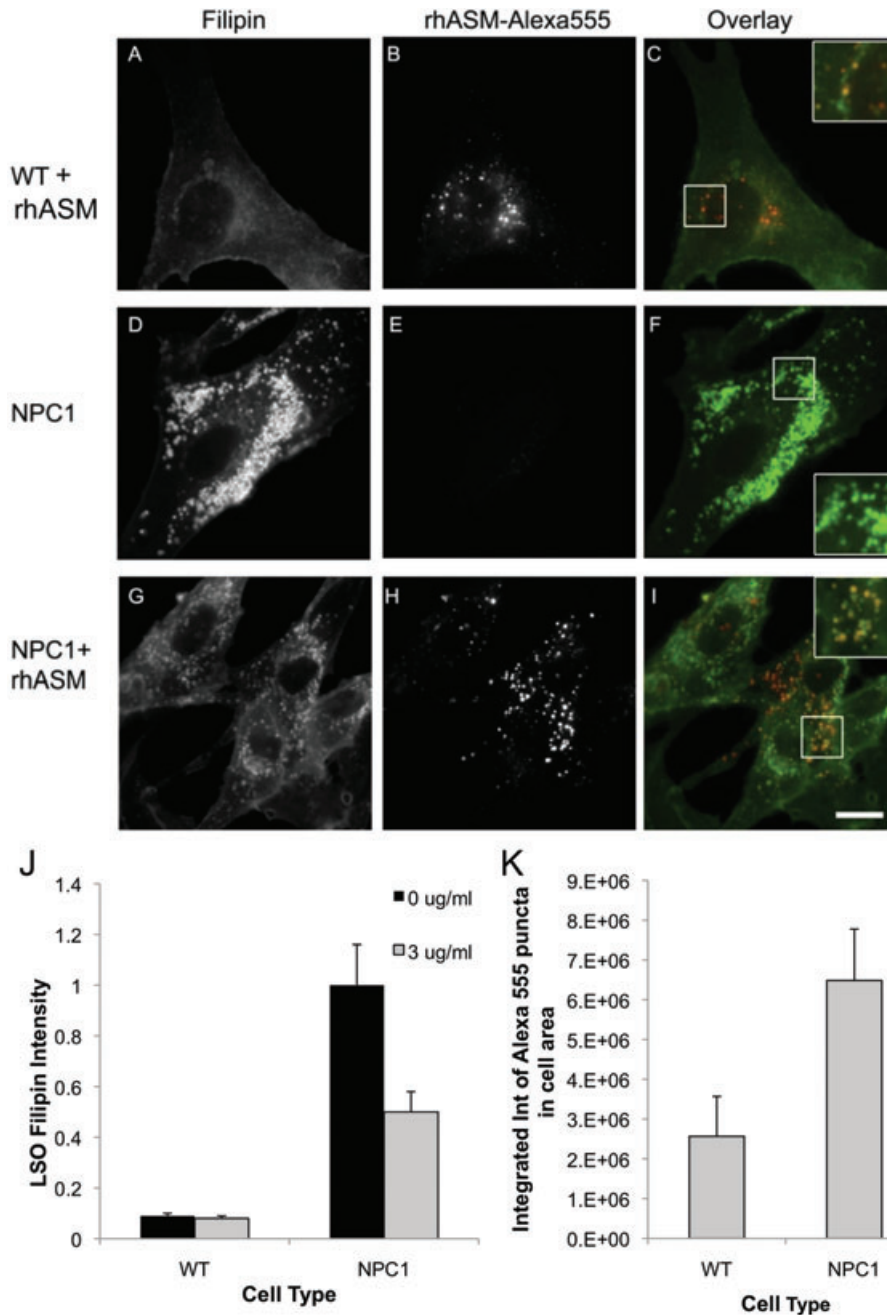 Filipin rhASM-Alexa555 Overlay
A B C
WT +
rhASM
D E F
NPC1
G H I
NPC1+
rhASM
J
1.4
1.2
1
0.8
0.6
0.4
0.2
0
LSO Filipin Intensity
0 ug/ml
3 ug/ml
WT NPC1
Cell Type
K
9.E+06
8.E+06
7.E+06
6.E+06
5.E+06
4.E+06
3.E+06
2.E+06
1.E+06
0.E+00
Integrated Int of Alexa 555 puncta
in cell area
WT NPC1
Cell Type